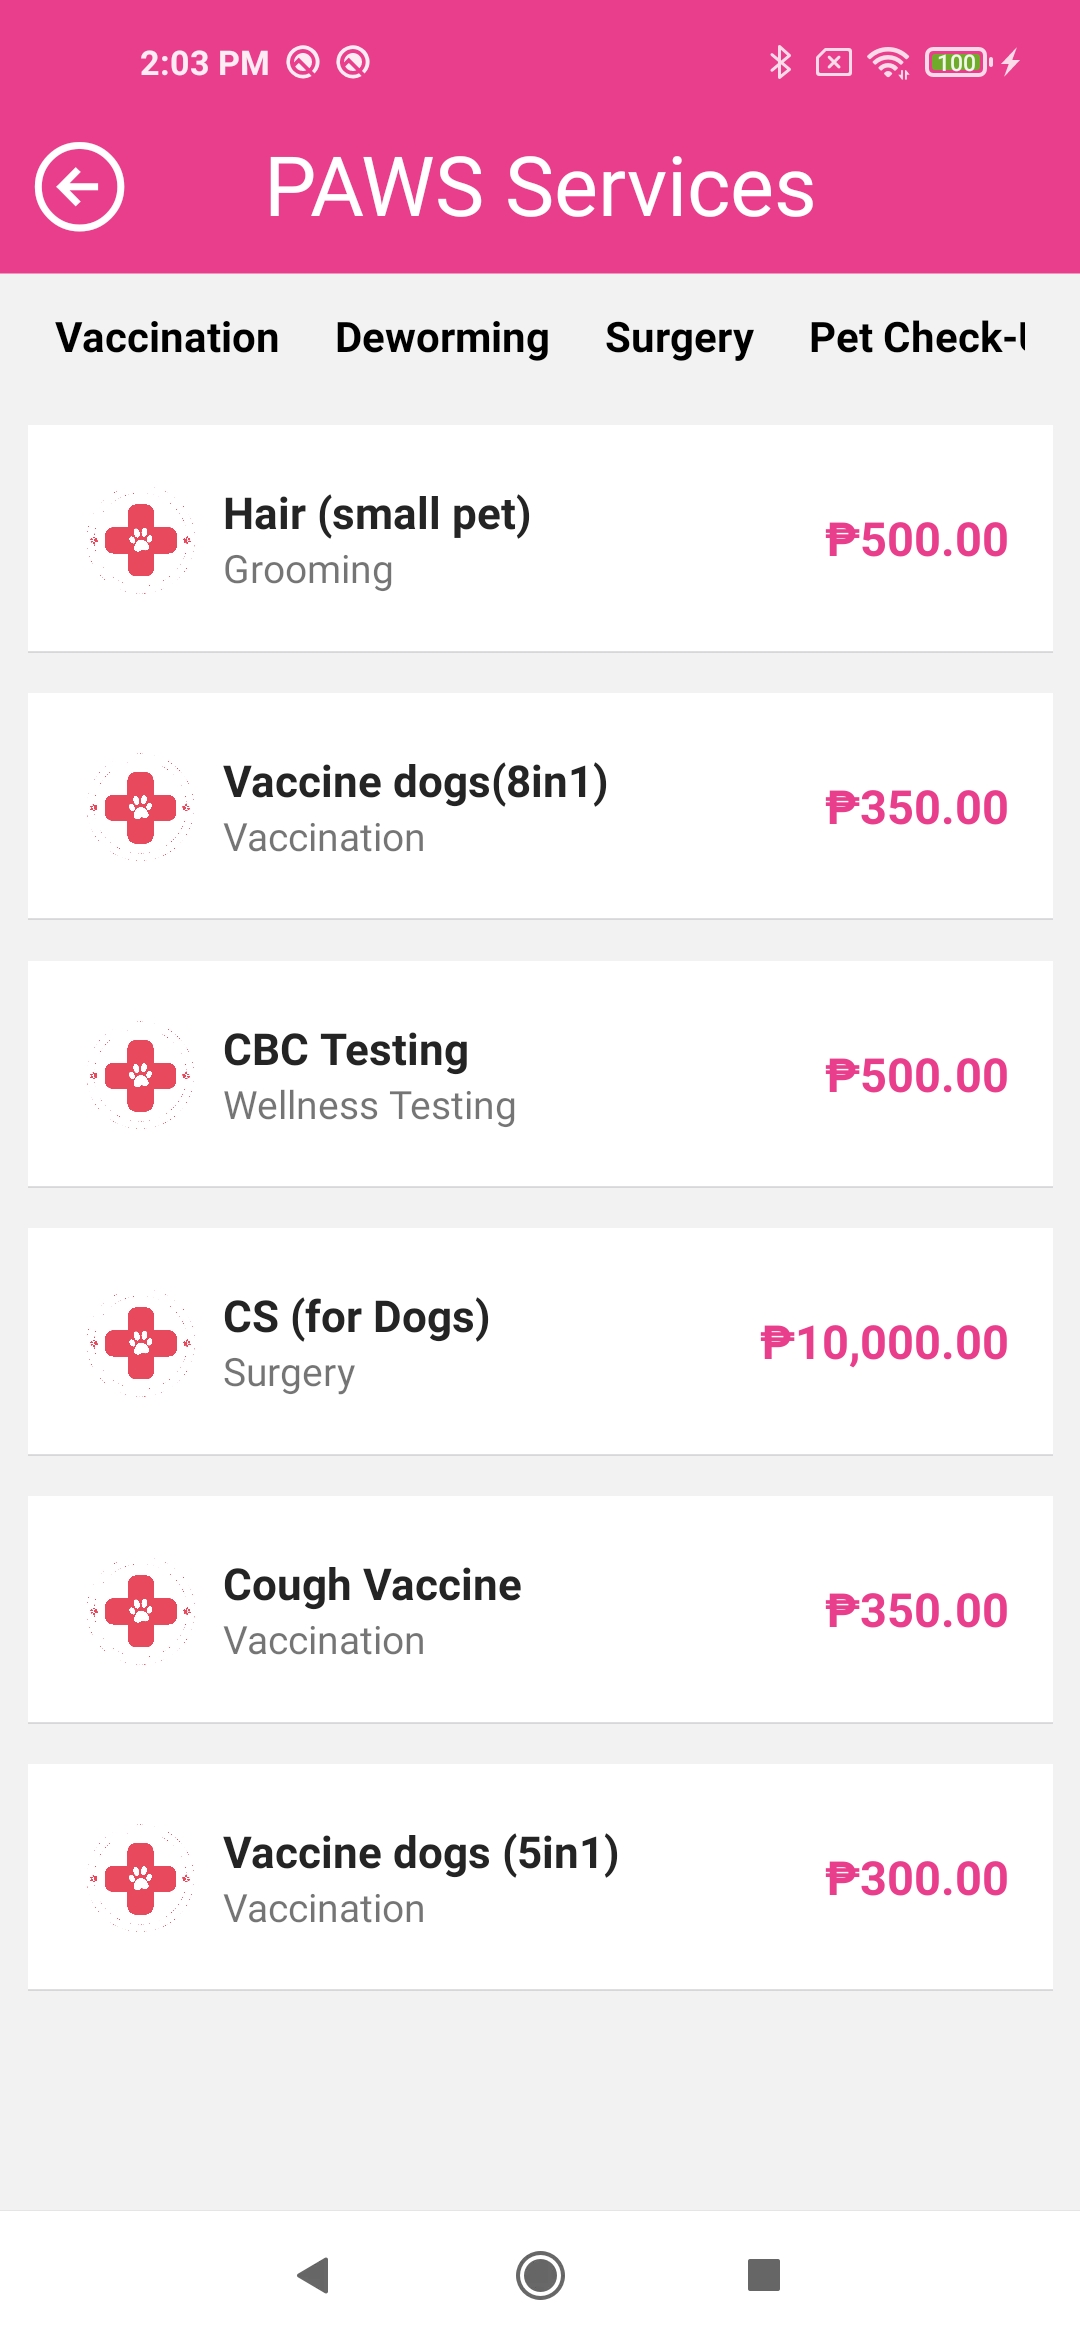 2:03 PM
100
PAWS Services
Vaccination Deworming Surgery Pet Check-
Hair (small pet)
Grooming
₱500.00
Vaccine dogs(8in1)
Vaccination
₱350.00
CBC Testing
Wellness Testing
₱500.00
CS (for Dogs)
Surgery
₱10,000.00
Cough Vaccine
Vaccination
₱350.00
Vaccine dogs (5in1)
Vaccination
₱300.00